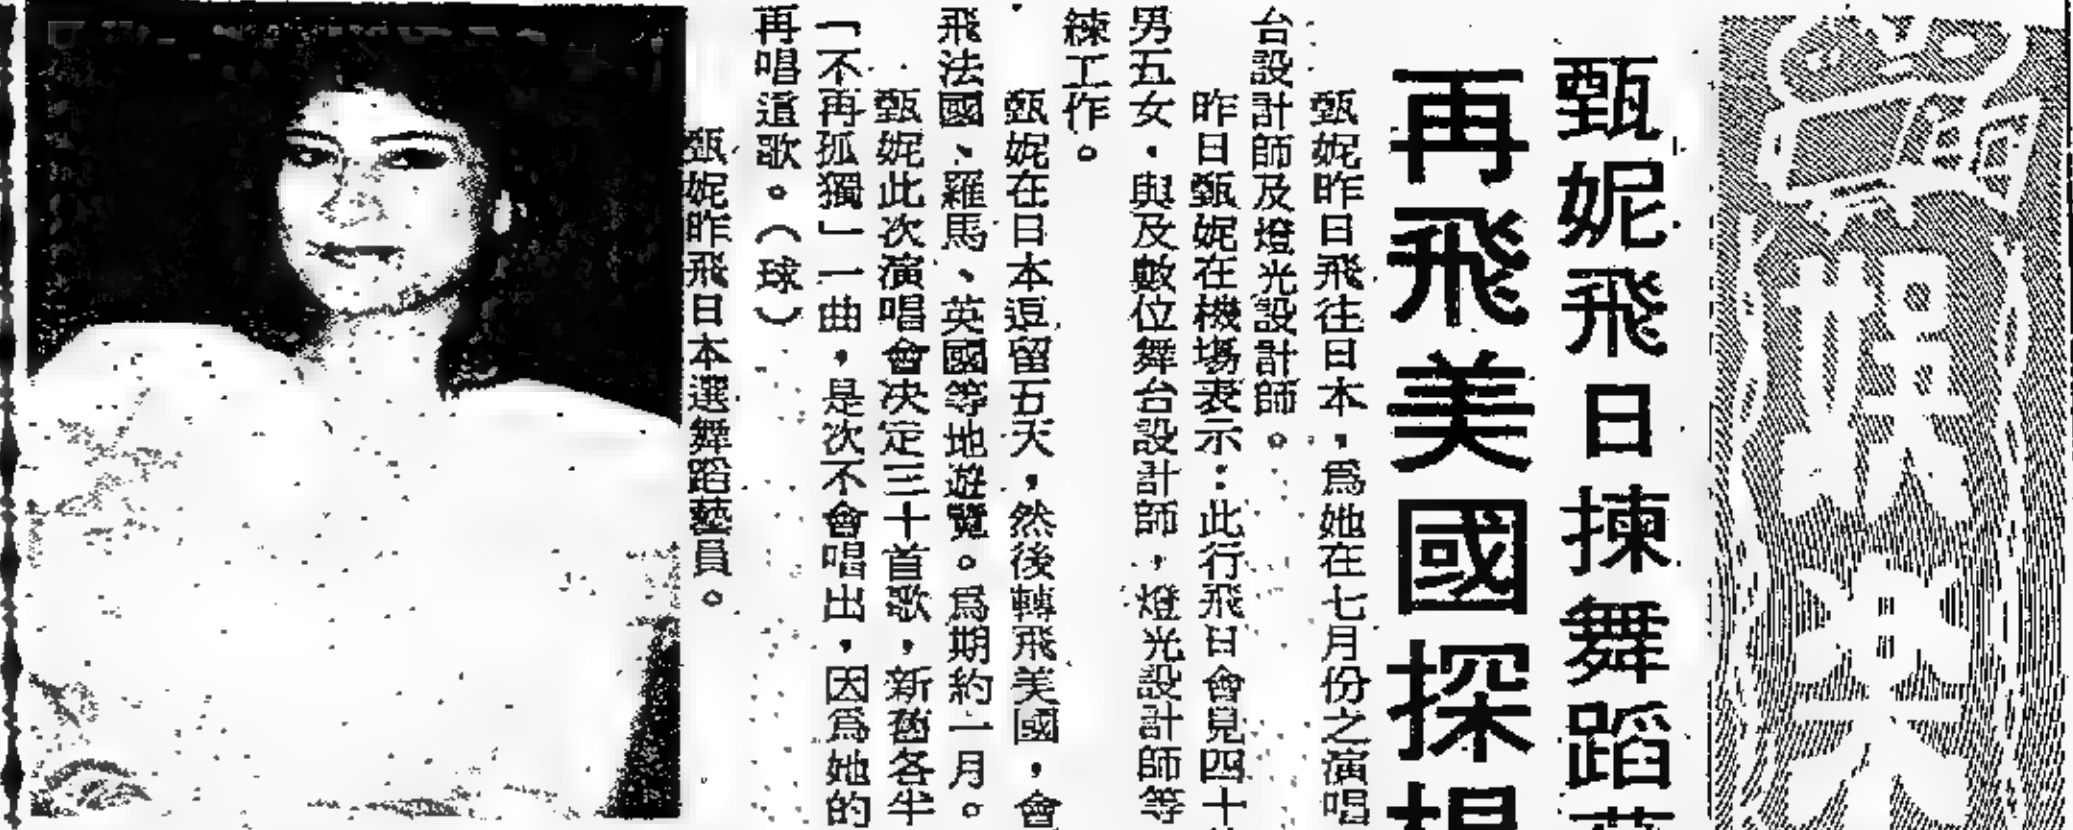 娛樂
甄妮飛日揀舞蹈
再飛美國探
甄妮昨日飛往日本，爲她在七月份之演唱
台設計師及燈光設計師。
昨日甄妮在機場表示：此行飛日會見四十
男五女，與及數位舞台設計師，燈光設計師等
練工作。
甄妮在日本逗留五天，然後轉飛美國，會
飛法國、羅馬、英國等地遊覽。爲期約一月。
甄妮此次演唱會決定三十首歌，新舊各半
「不再孤獨」一曲，是次不會唱出，因爲她的
再唱這歌。（球）
甄妮昨飛日本選舞蹈藝員。